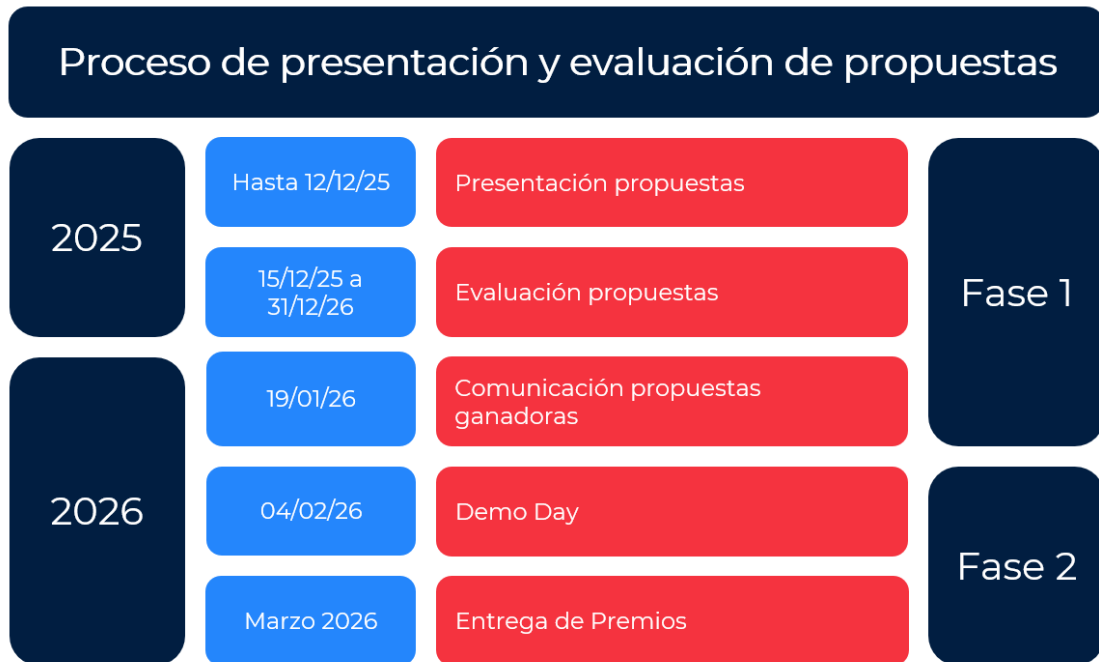 Proceso de presentación y evaluación de propuestas
2025
Hasta 12/12/25
Presentación propuestas
15/12/25 a
31/12/26
Evaluación propuestas
Fase 1
2026
19/01/26
Comunicación propuestas
ganadoras
04/02/26
Demo Day
Fase 2
Marzo 2026
Entrega de Premios